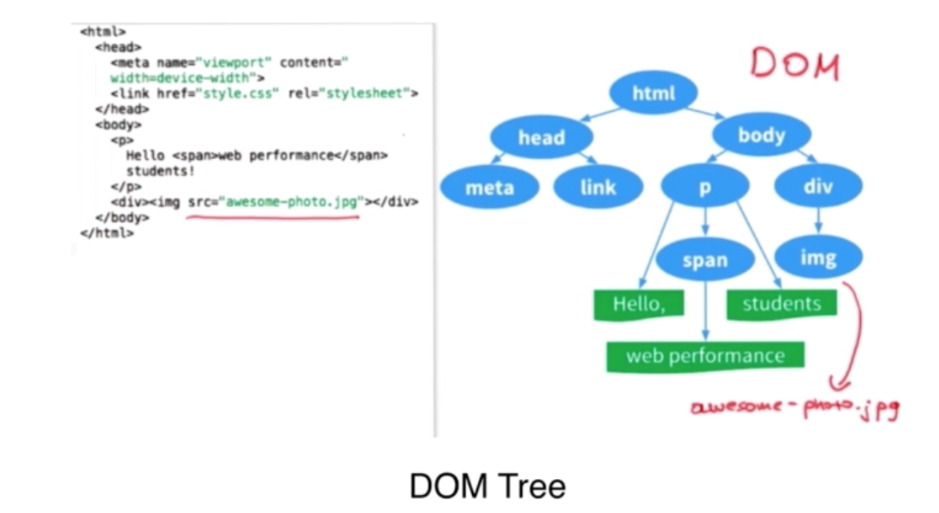 <html>
<head>
<meta name="viewport" content="
width=device-width">
<link href="style.css" rel="stylesheet">
</head>
<body>
<p>
Hello <span>web performance</span>
students!
</p>
<div><img src="awesome-photo.jpg"></div>
</body>
</html>
DOM
html
head
body
meta
link
p
div
span
img
Hello,
students
web performance
awesome-photo.jpg
DOM Tree